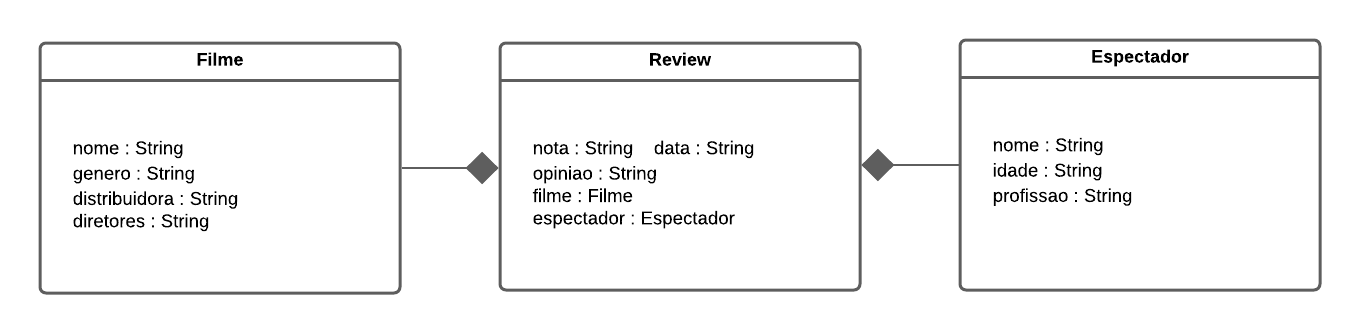 Filme
nome : String
genero : String
distribuidora : String
diretores : String
Review
nota : String    data : String
opiniao : String
filme : Filme
espectador : Espectador
Espectador
nome : String
idade : String
profissao : String